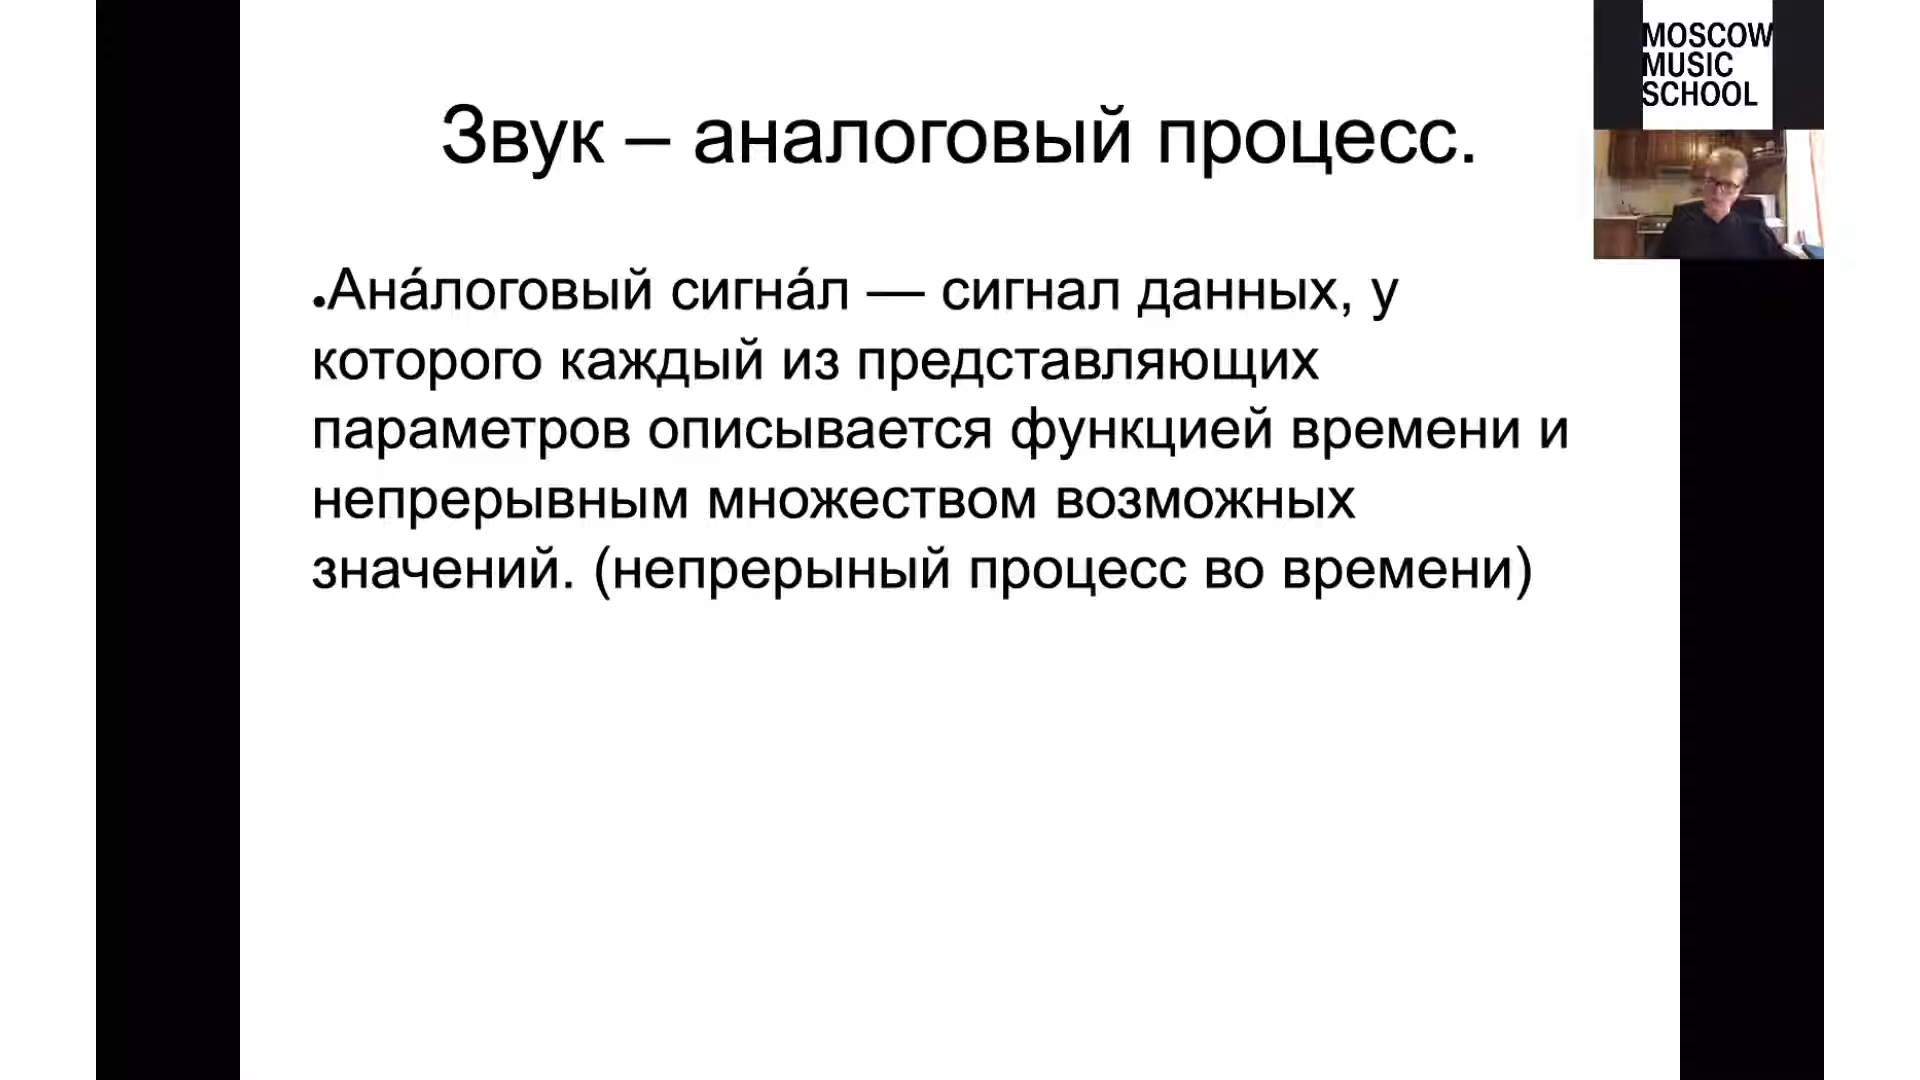 MOSCOW
MUSIC
SCHOOL
Звук – аналоговый процесс.
•Ана́логовый сигна́л — сигнал данных, у
которого каждый из представляющих
параметров описывается функцией времени и
непрерывным множеством возможных
значений. (непрерыный процесс во времени)